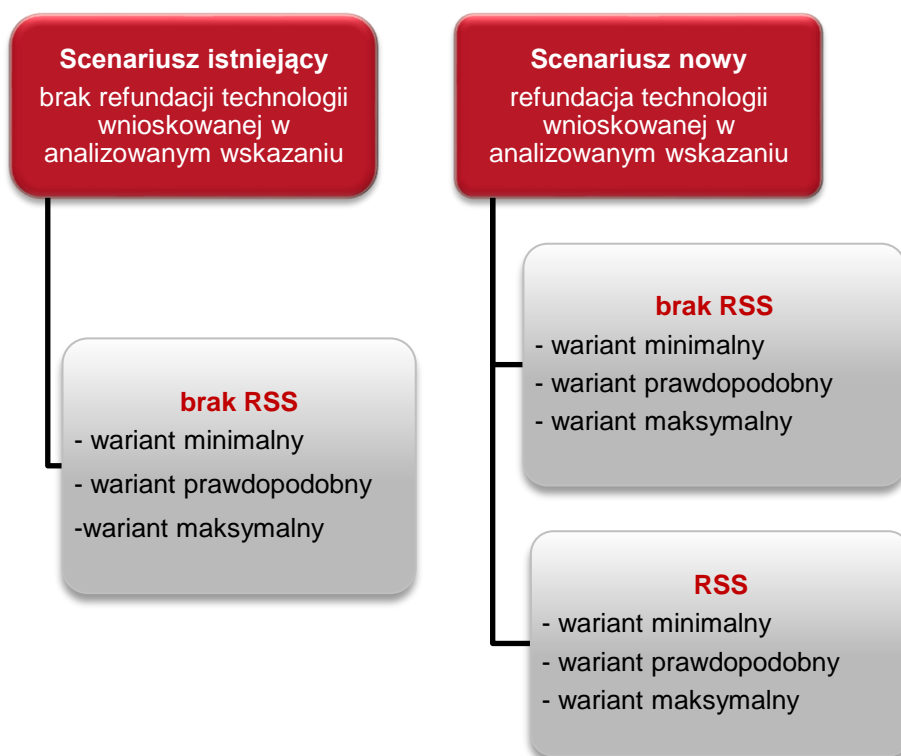 Scenariusz istniejący
brak refundacji technologii
wnioskowanej w
analizowanym wskazaniu
brak RSS
- wariant minimalny
- wariant prawdopodobny
-wariant maksymalny
Scenariusz nowy
refundacja technologii
wnioskowanej w
analizowanym wskazaniu
brak RSS
- wariant minimalny
- wariant prawdopodobny
- wariant maksymalny
RSS
- wariant minimalny
- wariant prawdopodobny
- wariant maksymalny